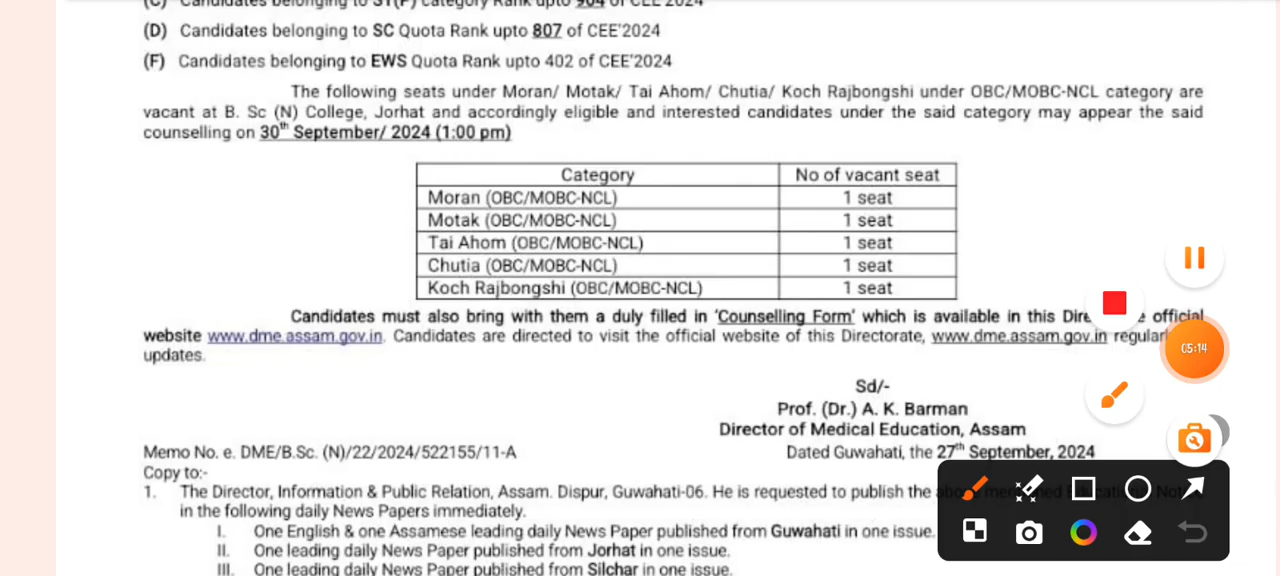 (C) Candidates belonging to ST(P) category Rank upto 904 of CEE'2024
(D) Candidates belonging to SC Quota Rank upto 807 of CEE'2024
(F) Candidates belonging to EWS Quota Rank upto 402 of CEE'2024
The following seats under Moran/ Motak/ Tai Ahom/ Chutia/ Koch Rajbongshi under OBC/MOBC-NCL category are
vacant at B. Sc (N) College, Jorhat and accordingly eligible and interested candidates under the said category may appear the said
counselling on 30th September/ 2024 (1:00 pm)
Category No of vacant seat
Moran (OBC/MOBC-NCL) 1 seat
Motak (OBC/MOBC-NCL) 1 seat
Tai Ahom (OBC/MOBC-NCL) 1 seat
Chutia (OBC/MOBC-NCL) 1 seat
Koch Rajbongshi (OBC/MOBC-NCL) 1 seat
Candidates must also bring with them a duly filled in 'Counselling Form' which is available in this official
website www.dme.assam.gov.in. Candidates are directed to visit the official website of this Directorate, www.dme.assam.gov.in
updates.
05:14
Sd/-
Prof. (Dr.) A. K. Barman
Director of Medical Education, Assam
Memo No. e. DME/B.Sc. (N)/22/2024/522155/11-A Dated Guwahati, the 27th September, 2024
Copy to:-
1. The Director, Information & Public Relation, Assam. Dispur, Guwahati-06. He is requested to publish the
in the following daily News Papers immediately.
I. One English & one Assamese leading daily News Paper published from Guwahati in one issue.
II. One leading daily News Paper published from Jorhat in one issue.
III. One leading daily News Paper published from Silchar in one issue.